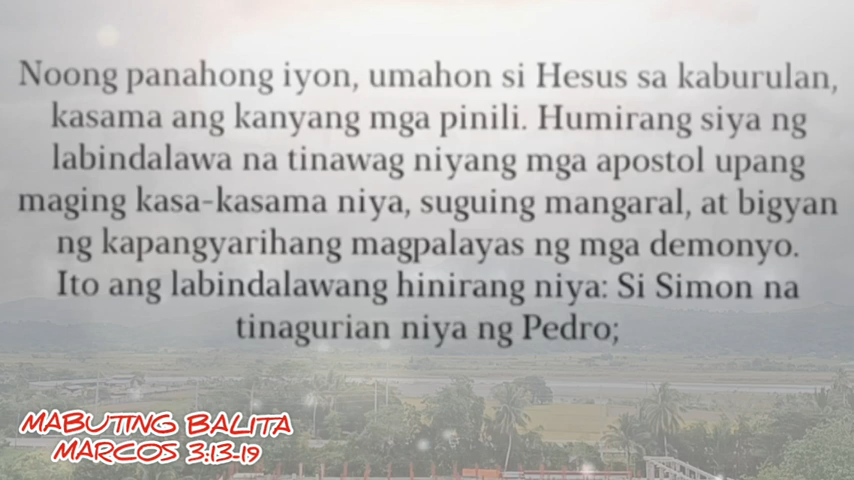 Noong panahong iyon, umahon si Hesus sa kaburulan,
kasama ang kanyang mga pinili. Humirang siya ng
labindalawa na tinawag niyang mga apostol upang
maging kasa-kasama niya, suguing mangaral, at bigyan
ng kapangyarihang magpalayas ng mga demonyo.
Ito ang labindalawang hinirang niya: Si Simon na
tinagurian niya ng Pedro;
MABUTING BALITA
MARCOS 3:13-19